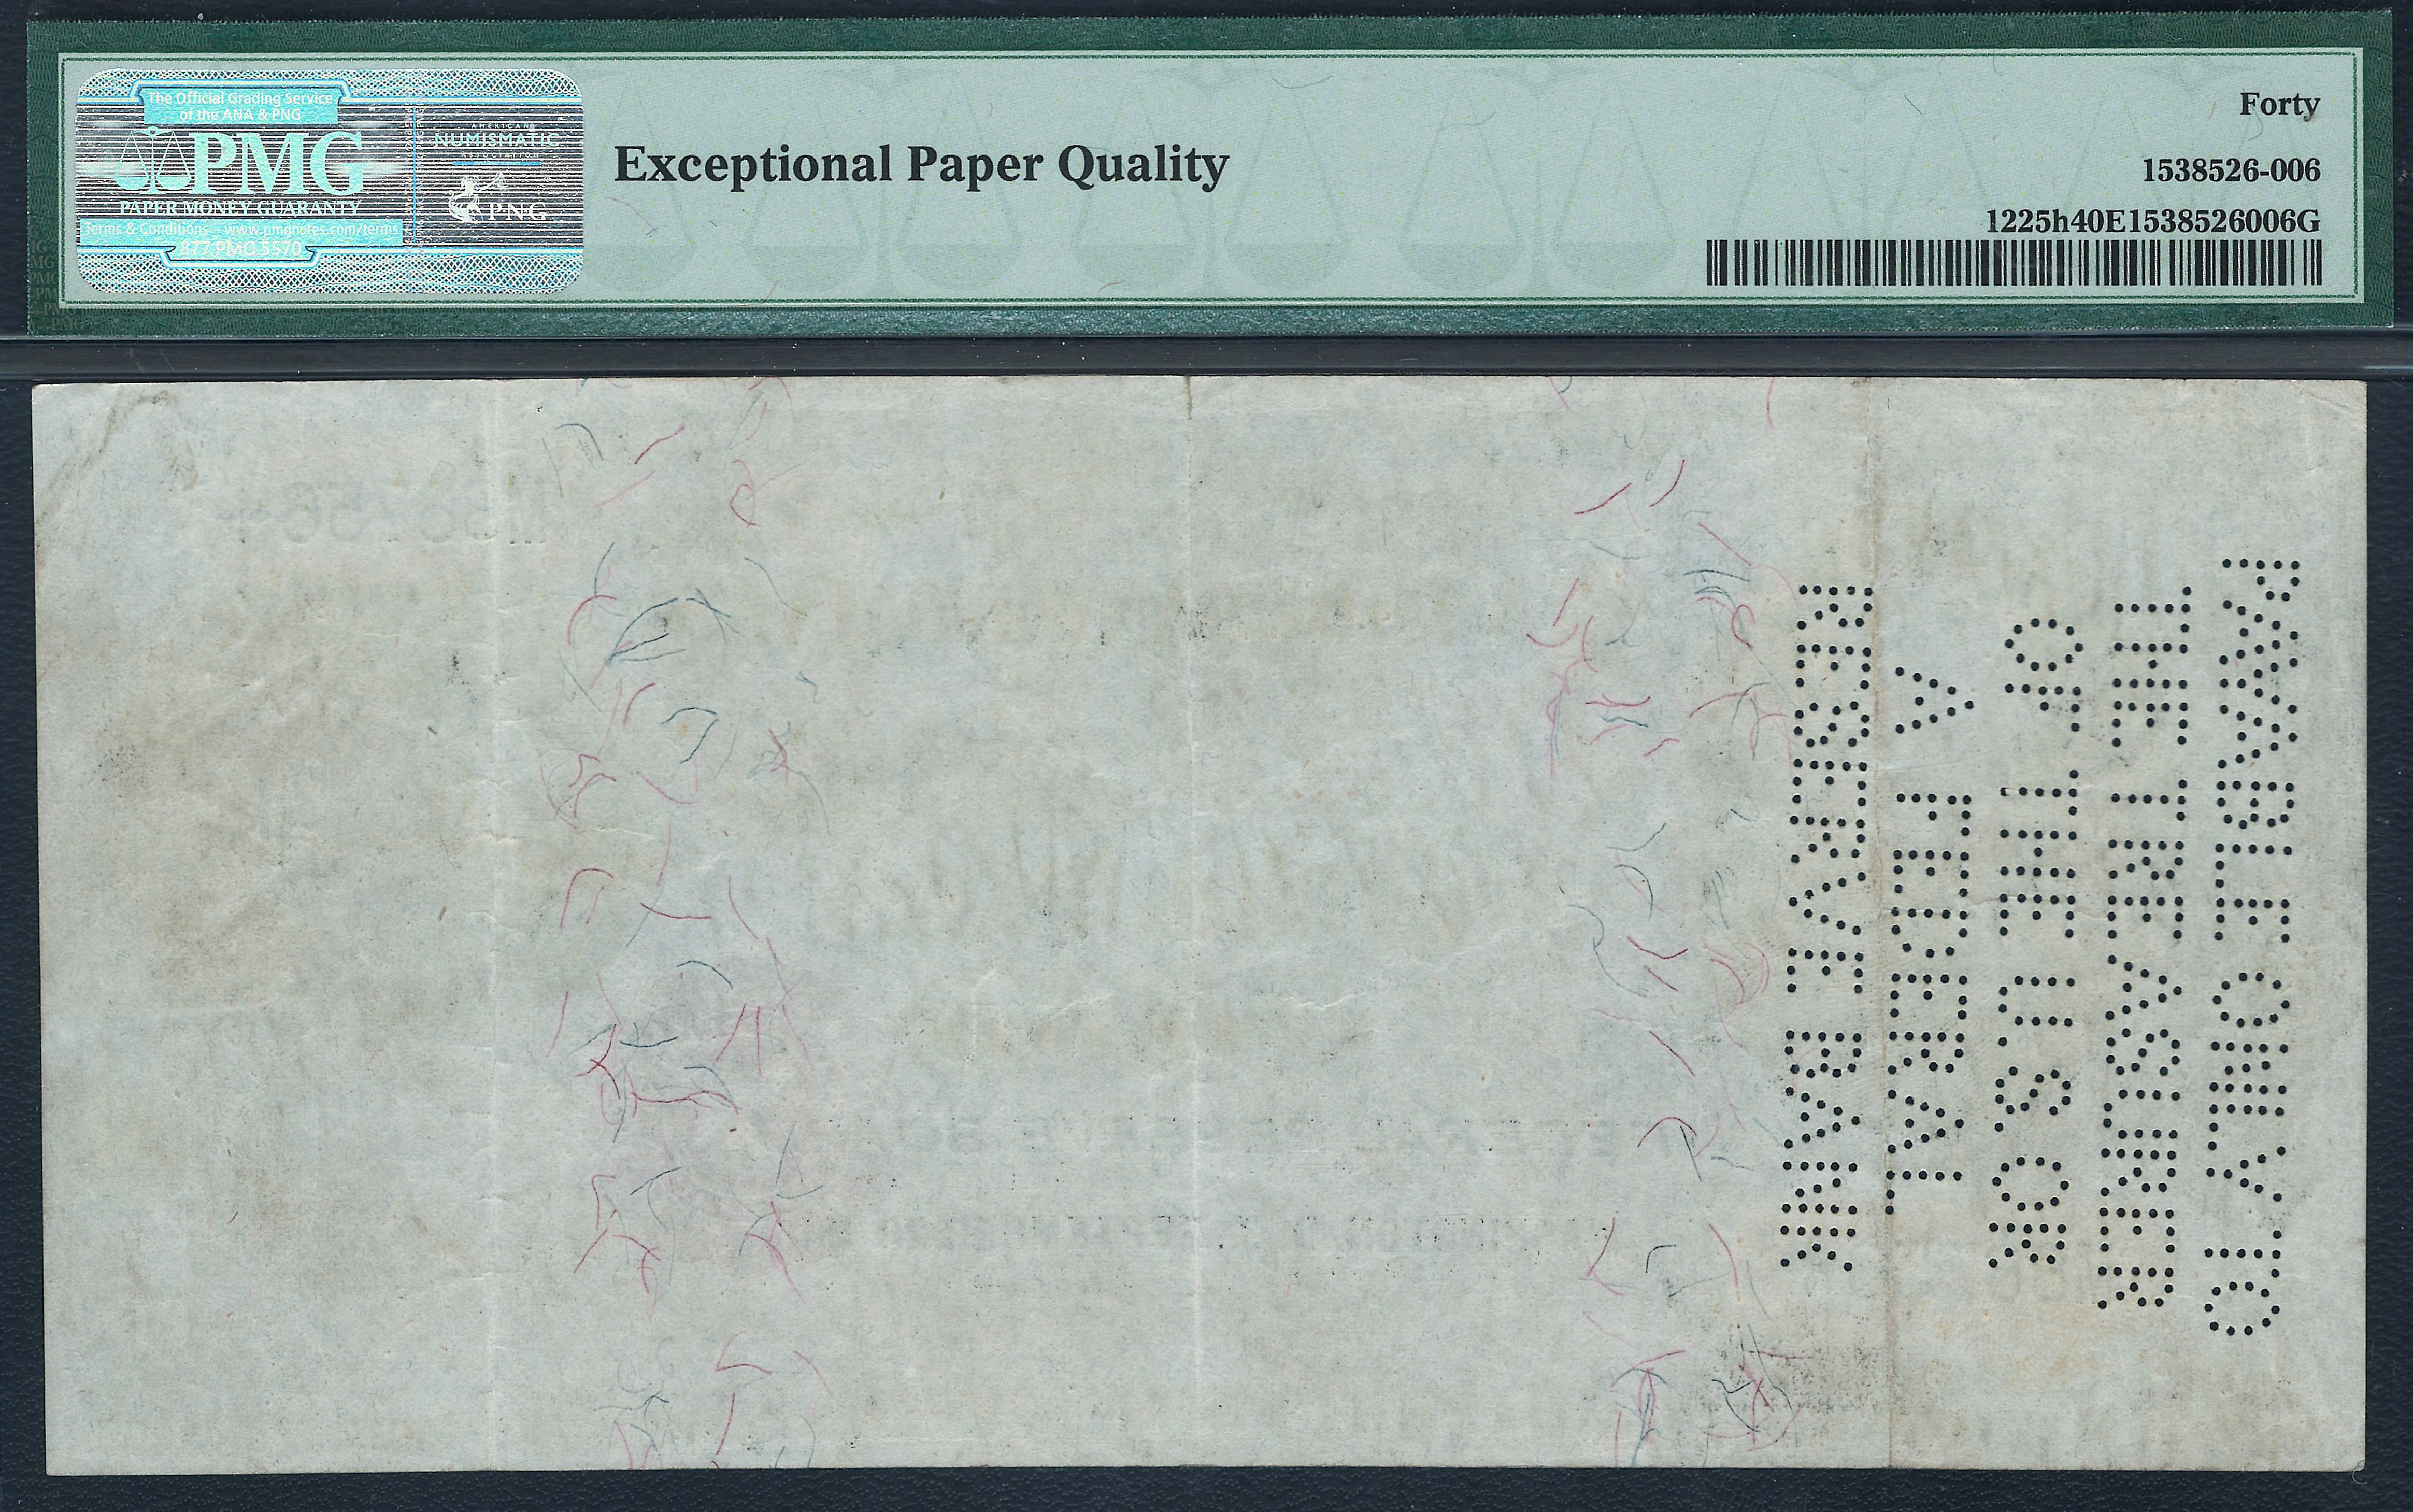 The Official Grading Service
of the ANA & PNG
PMG
PAPER MONEY GUARANTY
Terms & Conditions – www.pmgnotes.com/terms
877.PMG.5570
AMERICAN
NUMISMATIC
ASSOCIATION
PNG
Exceptional Paper Quality
Forty
1538526-006
1225h40E1538526006G
PAYABLE ONLY TO
THE TREASURER
OF THE U.S. OR
A FEDERAL
RESERVE BANK